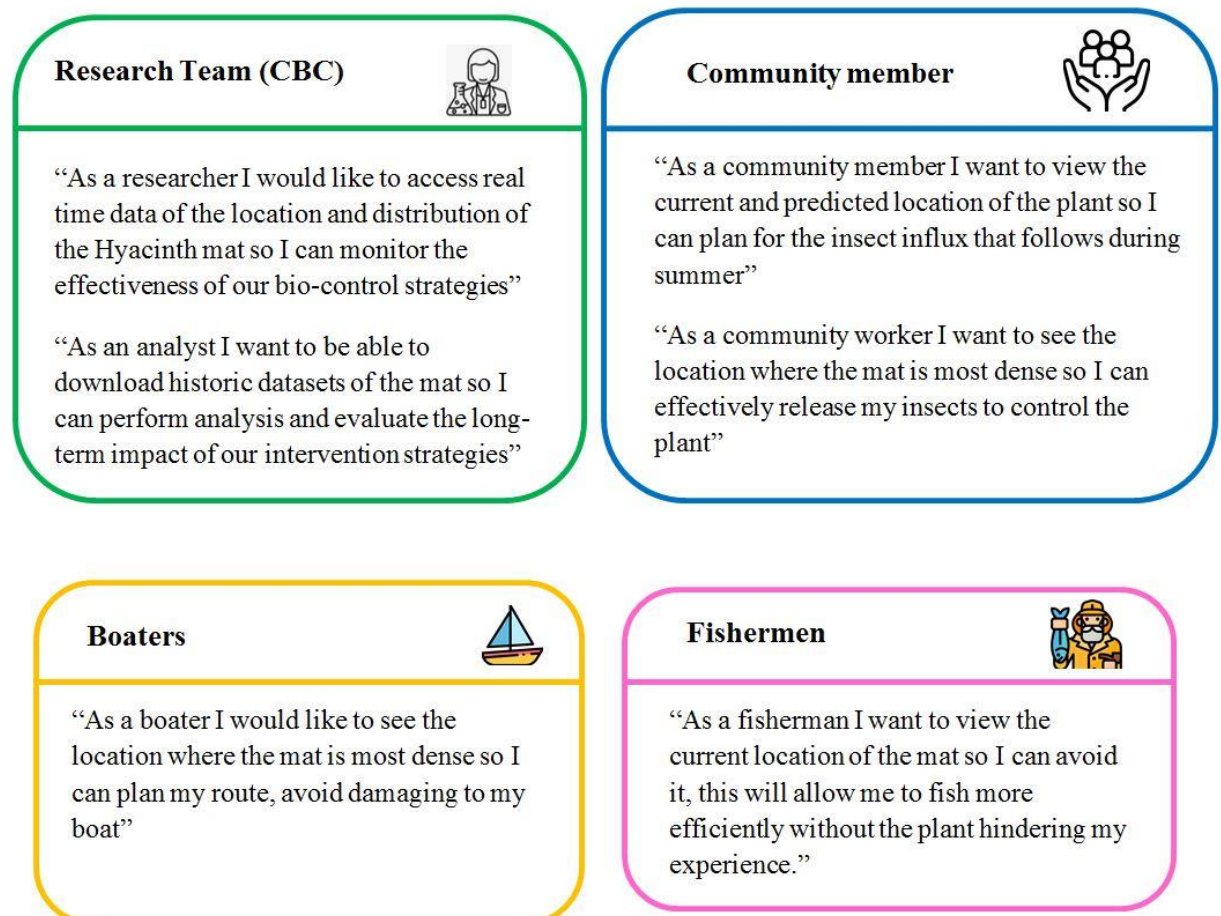 Research Team (CBC)
“As a researcher I would like to access real
time data of the location and distribution of
the Hyacinth mat so I can monitor the
effectiveness of our bio-control strategies”
“As an analyst I want to be able to
download historic datasets of the mat so I
can perform analysis and evaluate the long-
term impact of our intervention strategies”
Community member
“As a community member I want to view the
current and predicted location of the plant so I
can plan for the insect influx that follows during
summer”
“As a community worker I want to see the
location where the mat is most dense so I can
effectively release my insects to control the
plant”
Boaters
“As a boater I would like to see the
location where the mat is most dense so I
can plan my route, avoid damaging to my
boat”
Fishermen
“As a fisherman I want to view the
current location of the mat so I can avoid
it, this will allow me to fish more
efficiently without the plant hindering my
experience.”